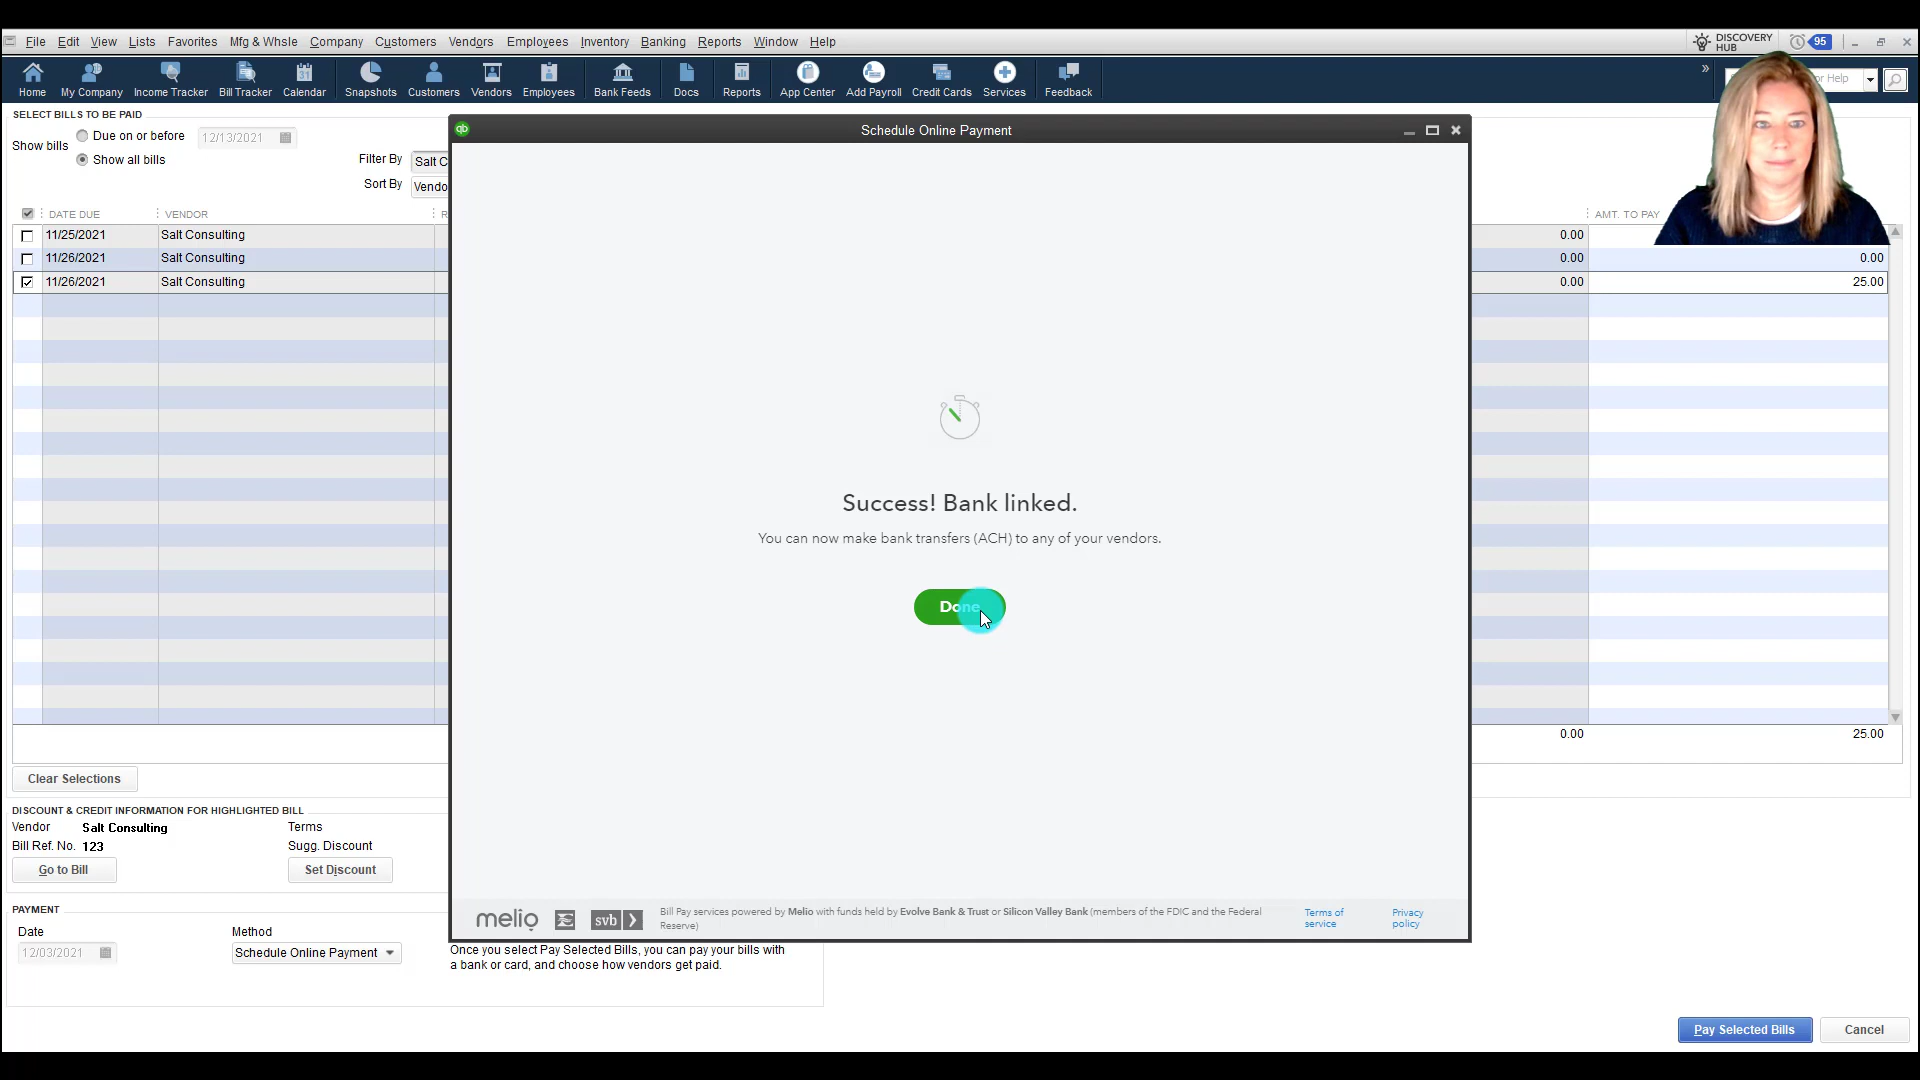 File Edit View Lists Favorites Mfg & Whsle Company Customers Vendors Employees Inventory Banking Reports Window Help
DISCOVERY HUB 95
Home My Company Income Tracker Bill Tracker Calendar Snapshots Customers Vendors Employees Bank Feeds Docs Reports App Center Add Payroll Credit Cards Services Feedback
» or Help
SELECT BILLS TO BE PAID
Show bills
Due on or before 12/13/2021
Show all bills
Filter By Salt C
Sort By Vendo
DATE DUE VENDOR R AMT. TO PAY
11/25/2021 Salt Consulting 0.00
11/26/2021 Salt Consulting 0.00 0.00
11/26/2021 Salt Consulting 0.00 25.00
0.00 25.00
Clear Selections
DISCOUNT & CREDIT INFORMATION FOR HIGHLIGHTED BILL
Vendor Salt Consulting Terms
Bill Ref. No. 123 Sugg. Discount
Go to Bill Set Discount
PAYMENT
Date Method
12/03/2021 Schedule Online Payment
Once you select Pay Selected Bills, you can pay your bills with
a bank or card, and choose how vendors get paid.
Pay Selected Bills Cancel
qb Schedule Online Payment
Success! Bank linked.
You can now make bank transfers (ACH) to any of your vendors.
Done
melio svb
Bill Pay services powered by Melio with funds held by Evolve Bank & Trust or Silicon Valley Bank (members of the FDIC and the Federal
Reserve)
Terms of
service
Privacy
policy